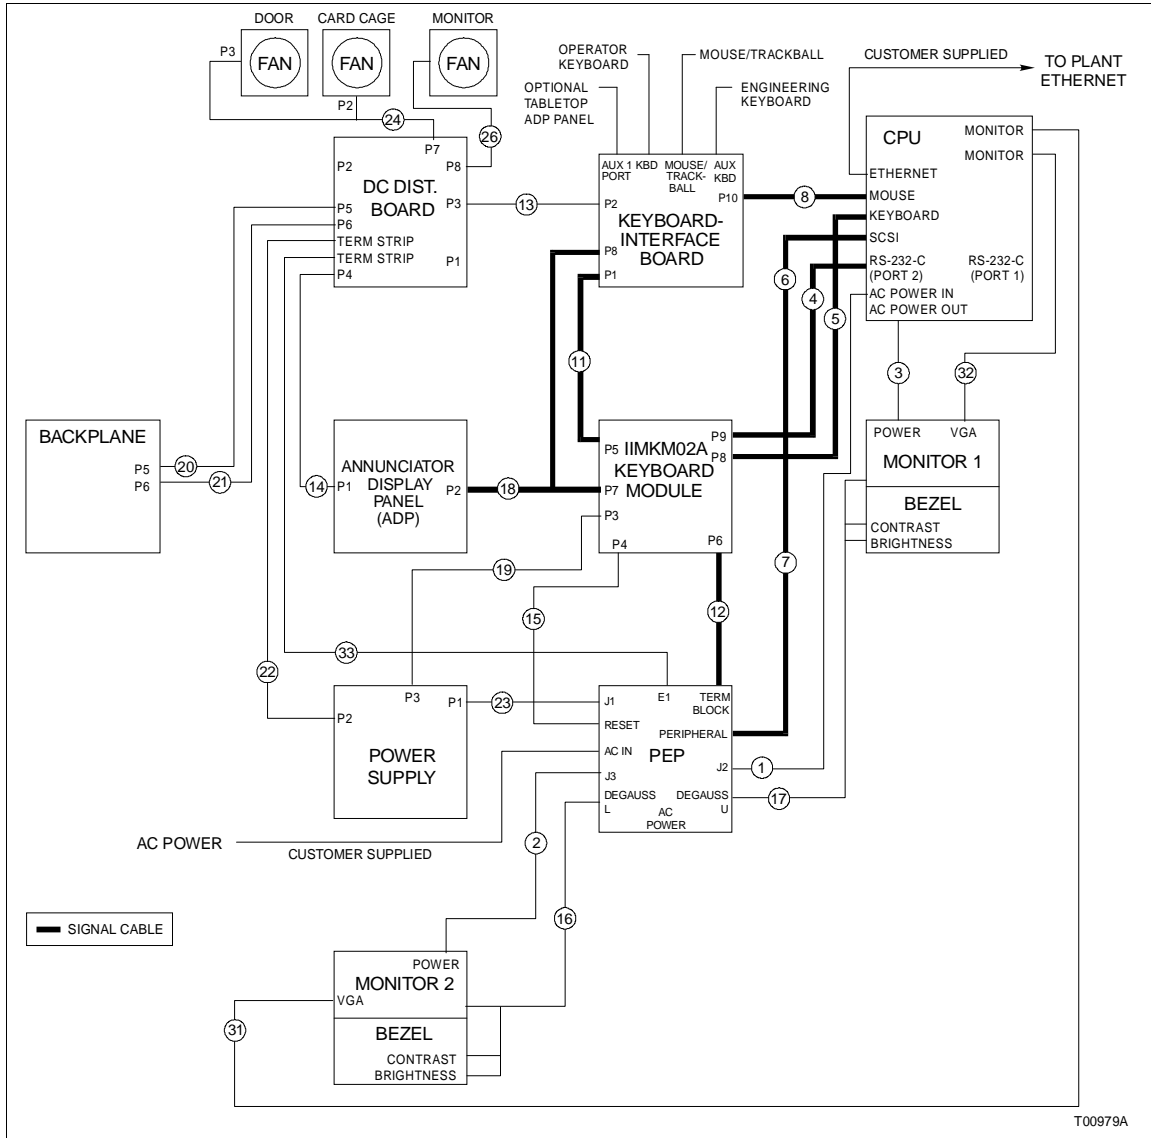 DOOR
CARD CAGE
MONITOR
P3
FAN
FAN
FAN
P2
24
26
P7
P8
P2
DC DIST.
BOARD
P5
P6
P3
TERM STRIP
TERM STRIP
P4
P1
13
OPERATOR
KEYBOARD
MOUSE/TRACKBALL
OPTIONAL
TABLETOP
ADP PANEL
ENGINEERING
KEYBOARD
AUX 1
PORT
KBD
MOUSE/
TRACK-
BALL
AUX
KBD
P10
P2
KEYBOARD-
INTERFACE
BOARD
P8
P1
CUSTOMER SUPPLIED
TO PLANT
ETHERNET
CPU
MONITOR
MONITOR
ETHERNET
MOUSE
KEYBOARD
SCSI
RS-232-C
(PORT 2)
RS-232-C
(PORT 1)
AC POWER IN
AC POWER OUT
8
6
4
5
11
3
32
BACKPLANE
P5
P6
20
21
14
P1
ANNUNCIATOR
DISPLAY
PANEL
(ADP)
P2
18
IIMKM02A
KEYBOARD
MODULE
P9
P8
P5
P7
P3
P4
P6
POWER
VGA
MONITOR 1
BEZEL
CONTRAST
BRIGHTNESS
19
15
12
7
33
22
P3
P1
P2
POWER
SUPPLY
23
J1
E1
TERM
BLOCK
RESET
PERIPHERAL
AC IN
PEP
J2
J3
DEGAUSS
L
DEGAUSS
U
AC
POWER
1
17
AC POWER
CUSTOMER SUPPLIED
2
16
SIGNAL CABLE
POWER
MONITOR 2
VGA
BEZEL
CONTRAST
BRIGHTNESS
31
T00979A